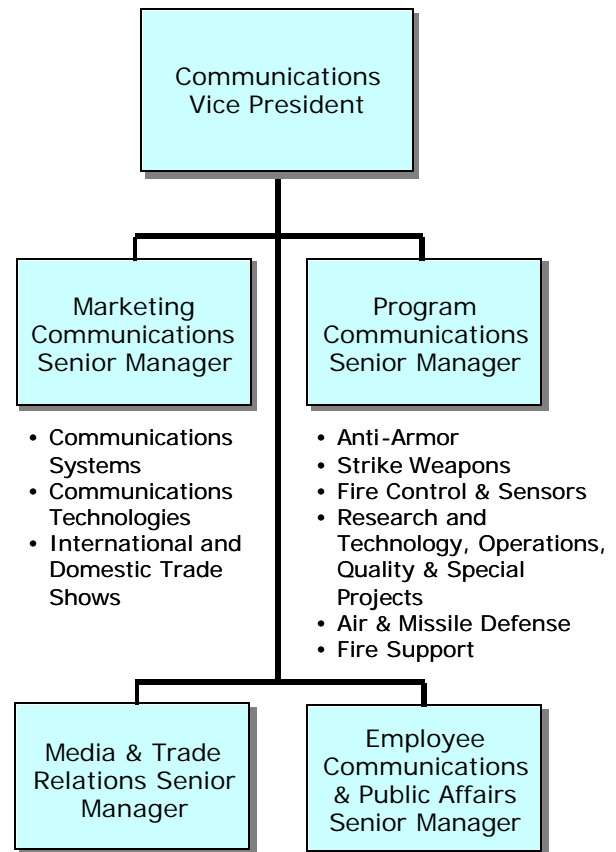 Communications
Vice President
Marketing
Communications
Senior Manager
• Communications
Systems
• Communications
Technologies
• International and
Domestic Trade
Shows
Program
Communications
Senior Manager
• Anti-Armor
• Strike Weapons
• Fire Control & Sensors
• Research and
Technology, Operations,
Quality & Special
Projects
• Air & Missile Defense
• Fire Support
Media & Trade
Relations Senior
Manager
Employee
Communications
& Public Affairs
Senior Manager